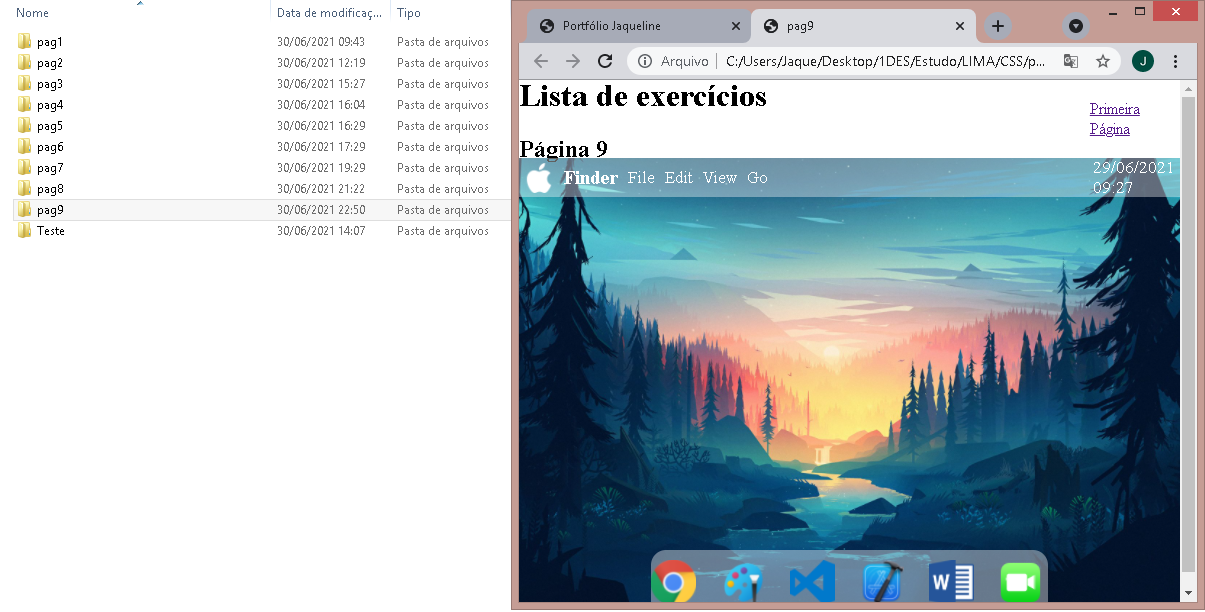 Nome Data de modificaç... Tipo
pag1 30/06/2021 09:43 Pasta de arquivos
pag2 30/06/2021 12:19 Pasta de arquivos
pag3 30/06/2021 15:27 Pasta de arquivos
pag4 30/06/2021 16:04 Pasta de arquivos
pag5 30/06/2021 16:29 Pasta de arquivos
pag6 30/06/2021 17:29 Pasta de arquivos
pag7 30/06/2021 19:29 Pasta de arquivos
pag8 30/06/2021 21:22 Pasta de arquivos
pag9 30/06/2021 22:50 Pasta de arquivos
Teste 30/06/2021 14:07 Pasta de arquivos
Portfólio Jaqueline pag9
Arquivo C:/Users/Jaque/Desktop/1DES/Estudo/LIMA/CSS/p... J
Lista de exercícios
Primeira
Página
Página 9
Finder File Edit View Go
29/06/2021
09:27
W